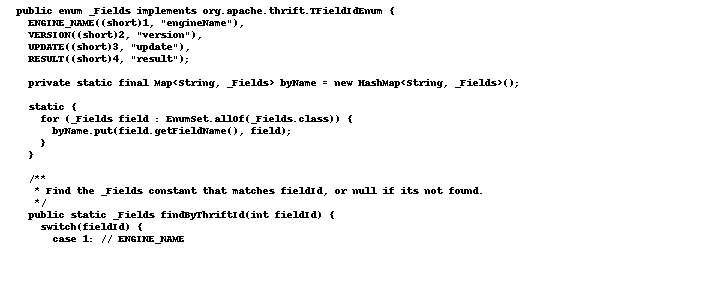 public enum _Fields implements org.apache.thrift.TFieldIdEnum {
ENGINE_NAME((short)1, "engineName"),
VERSION((short)2, "version"),
UPDATE((short)3, "update"),
RESULT((short)4, "result");
private static final Map<String, _Fields> byName = new HashMap<String, _Fields>();
static {
for (_Fields field : EnumSet.allOf(_Fields.class)) {
byName.put(field.getFieldName(), field);
}
}
/**
* Find the _Fields constant that matches fieldId, or null if its not found.
*/
public static _Fields findByThriftId(int fieldId) {
switch(fieldId) {
case 1: // ENGINE_NAME